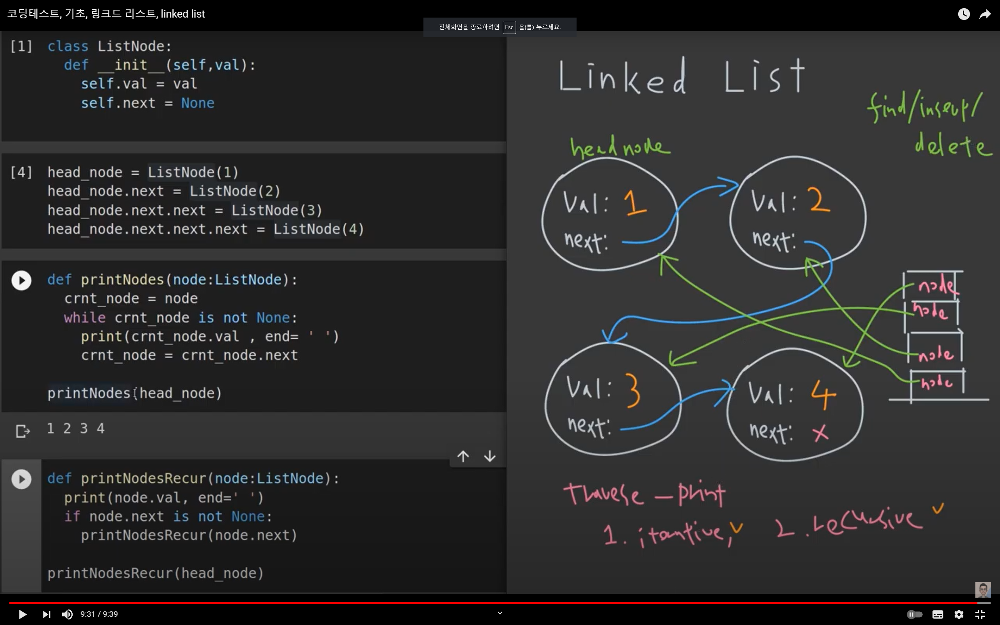 코딩테스트, 기초, 링크드 리스트, linked list
전체화면을 종료하려면 Esc 을(를) 누르세요.
[1] class ListNode:
def __init__(self,val):
self.val = val
self.next = None
[4] head_node = ListNode(1)
head_node.next = ListNode(2)
head_node.next.next = ListNode(3)
head_node.next.next.next = ListNode(4)
def printNodes(node:ListNode):
crnt_node = node
while crnt_node is not None:
print(crnt_node.val , end= ' ')
crnt_node = crnt_node.next
printNodes(head_node)
1 2 3 4
def printNodesRecur(node:ListNode):
print(node.val, end=' ')
if node.next is not None:
printNodesRecur(node.next)
printNodesRecur(head_node)
Linked List
find/insert/
delete
head node
Val: 1
next:
Val: 2
next:
Val: 3
next:
Val: 4
next: x
node
node
node
node
Travese - print
1. iterative, v 2. recursive v
9:31 / 9:39